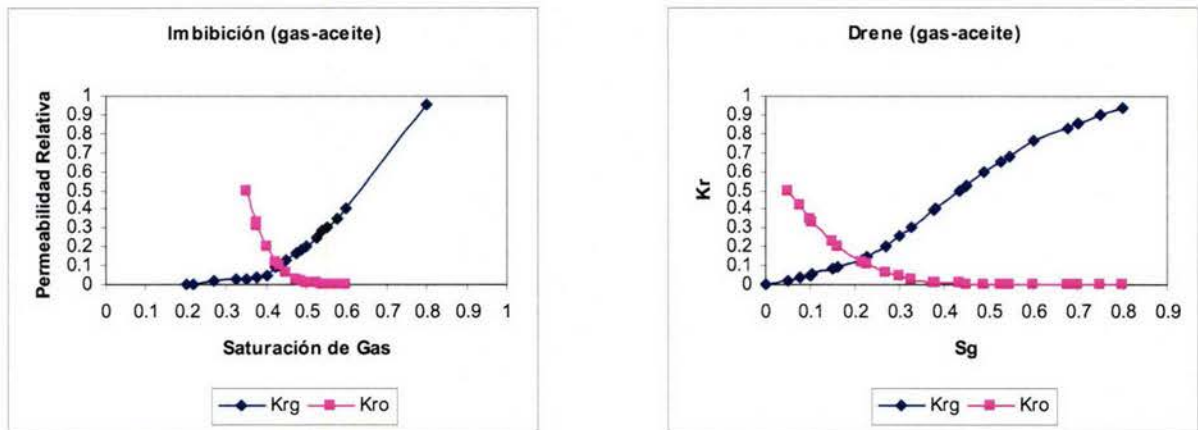 Imbibición (gas-aceite)
Permeabilidad Relativa
1
0.9
0.8
0.7
0.6
0.5
0.4
0.3
0.2
0.1
0
0 0.1 0.2 0.3 0.4 0.5 0.6 0.7 0.8 0.9 1
Saturación de Gas
Krg Kro
Drene (gas-aceite)
Kr
1
0.9
0.8
0.7
0.6
0.5
0.4
0.3
0.2
0.1
0
0 0.1 0.2 0.3 0.4 0.5 0.6 0.7 0.8 0.9
Sg
Krg Kro